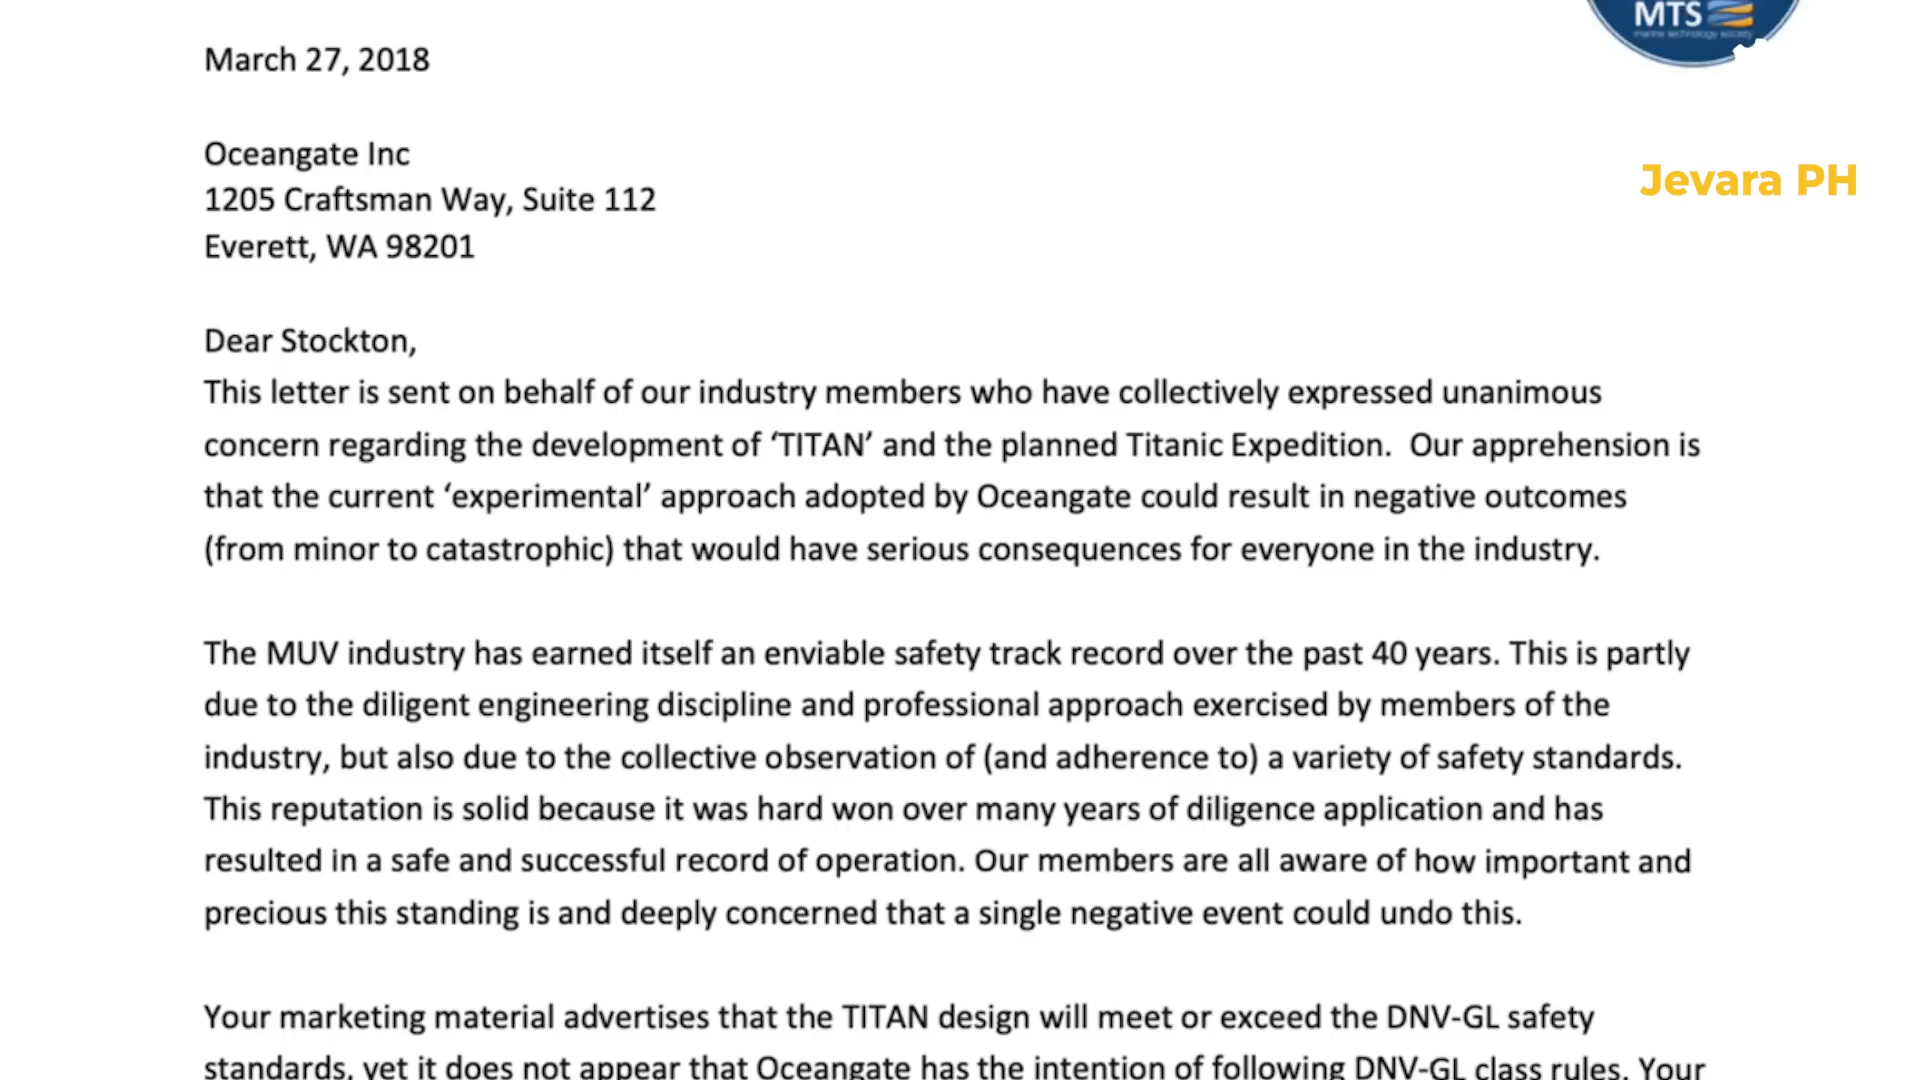 MTS
marine technology society
March 27, 2018
Jevara PH
Oceangate Inc
1205 Craftsman Way, Suite 112
Everett, WA 98201
Dear Stockton,
This letter is sent on behalf of our industry members who have collectively expressed unanimous
concern regarding the development of ‘TITAN’ and the planned Titanic Expedition.  Our apprehension is
that the current ‘experimental’ approach adopted by Oceangate could result in negative outcomes
(from minor to catastrophic) that would have serious consequences for everyone in the industry.
The MUV industry has earned itself an enviable safety track record over the past 40 years. This is partly
due to the diligent engineering discipline and professional approach exercised by members of the
industry, but also due to the collective observation of (and adherence to) a variety of safety standards.
This reputation is solid because it was hard won over many years of diligence application and has
resulted in a safe and successful record of operation. Our members are all aware of how important and
precious this standing is and deeply concerned that a single negative event could undo this.
Your marketing material advertises that the TITAN design will meet or exceed the DNV-GL safety
standards, yet it does not appear that Oceangate has the intention of following DNV-GL class rules. Your